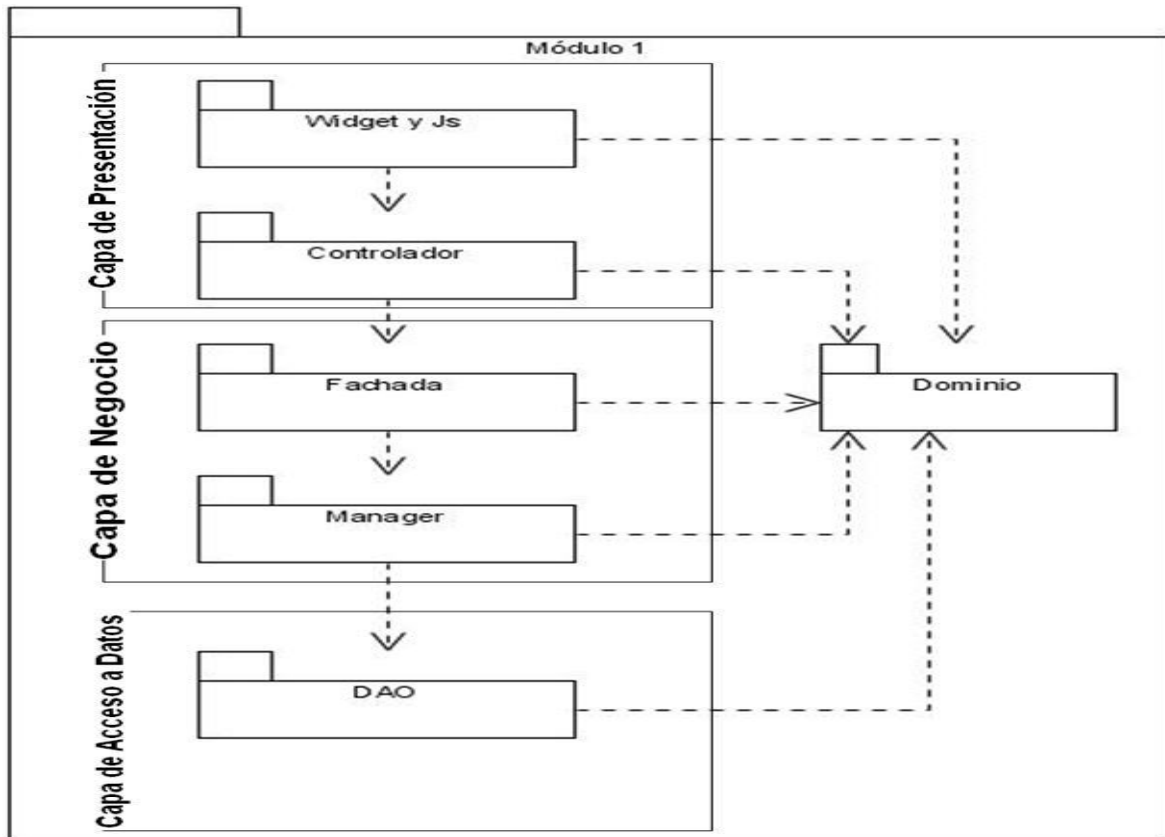 Módulo 1
Capa de Presentación
Widget y Js
Controlador
Capa de Negocio
Fachada
Dominio
Manager
Capa de Acceso a Datos
DAO